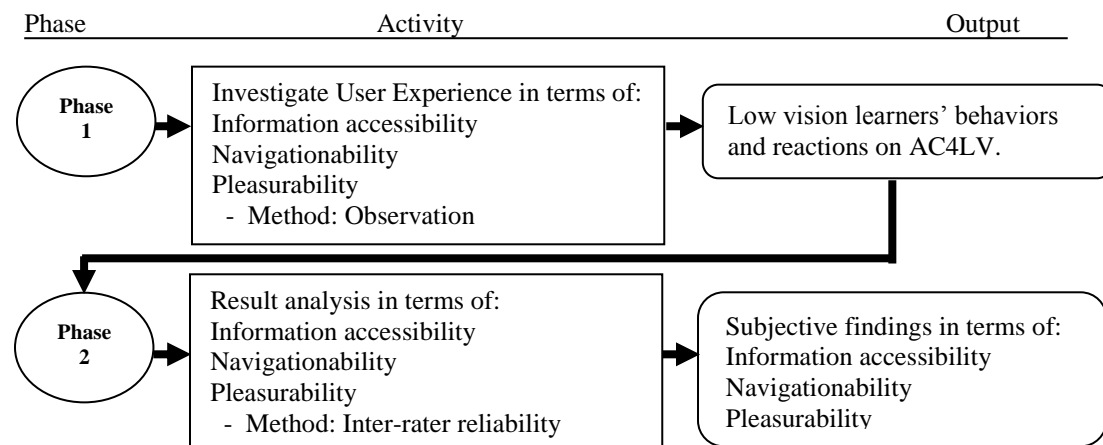 Phase Activity Output
Phase
1
Investigate User Experience in terms of:
Information accessibility
Navigationability
Pleasurability
- Method: Observation
Low vision learners’ behaviors
and reactions on AC4LV.
Phase
2
Result analysis in terms of:
Information accessibility
Navigationability
Pleasurability
- Method: Inter-rater reliability
Subjective findings in terms of:
Information accessibility
Navigationability
Pleasurability